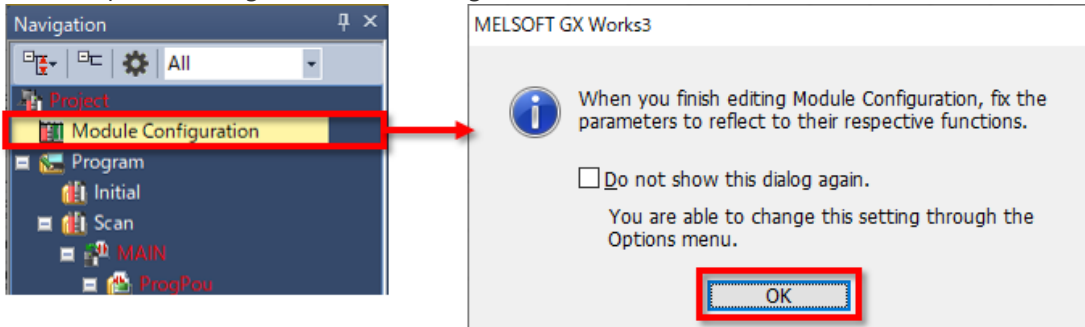 Navigation
All
Project
Module Configuration
Program
Initial
Scan
MAIN
ProgPou
MELSOFT GX Works3
When you finish editing Module Configuration, fix the
parameters to reflect to their respective functions.
Do not show this dialog again.
You are able to change this setting through the
Options menu.
OK